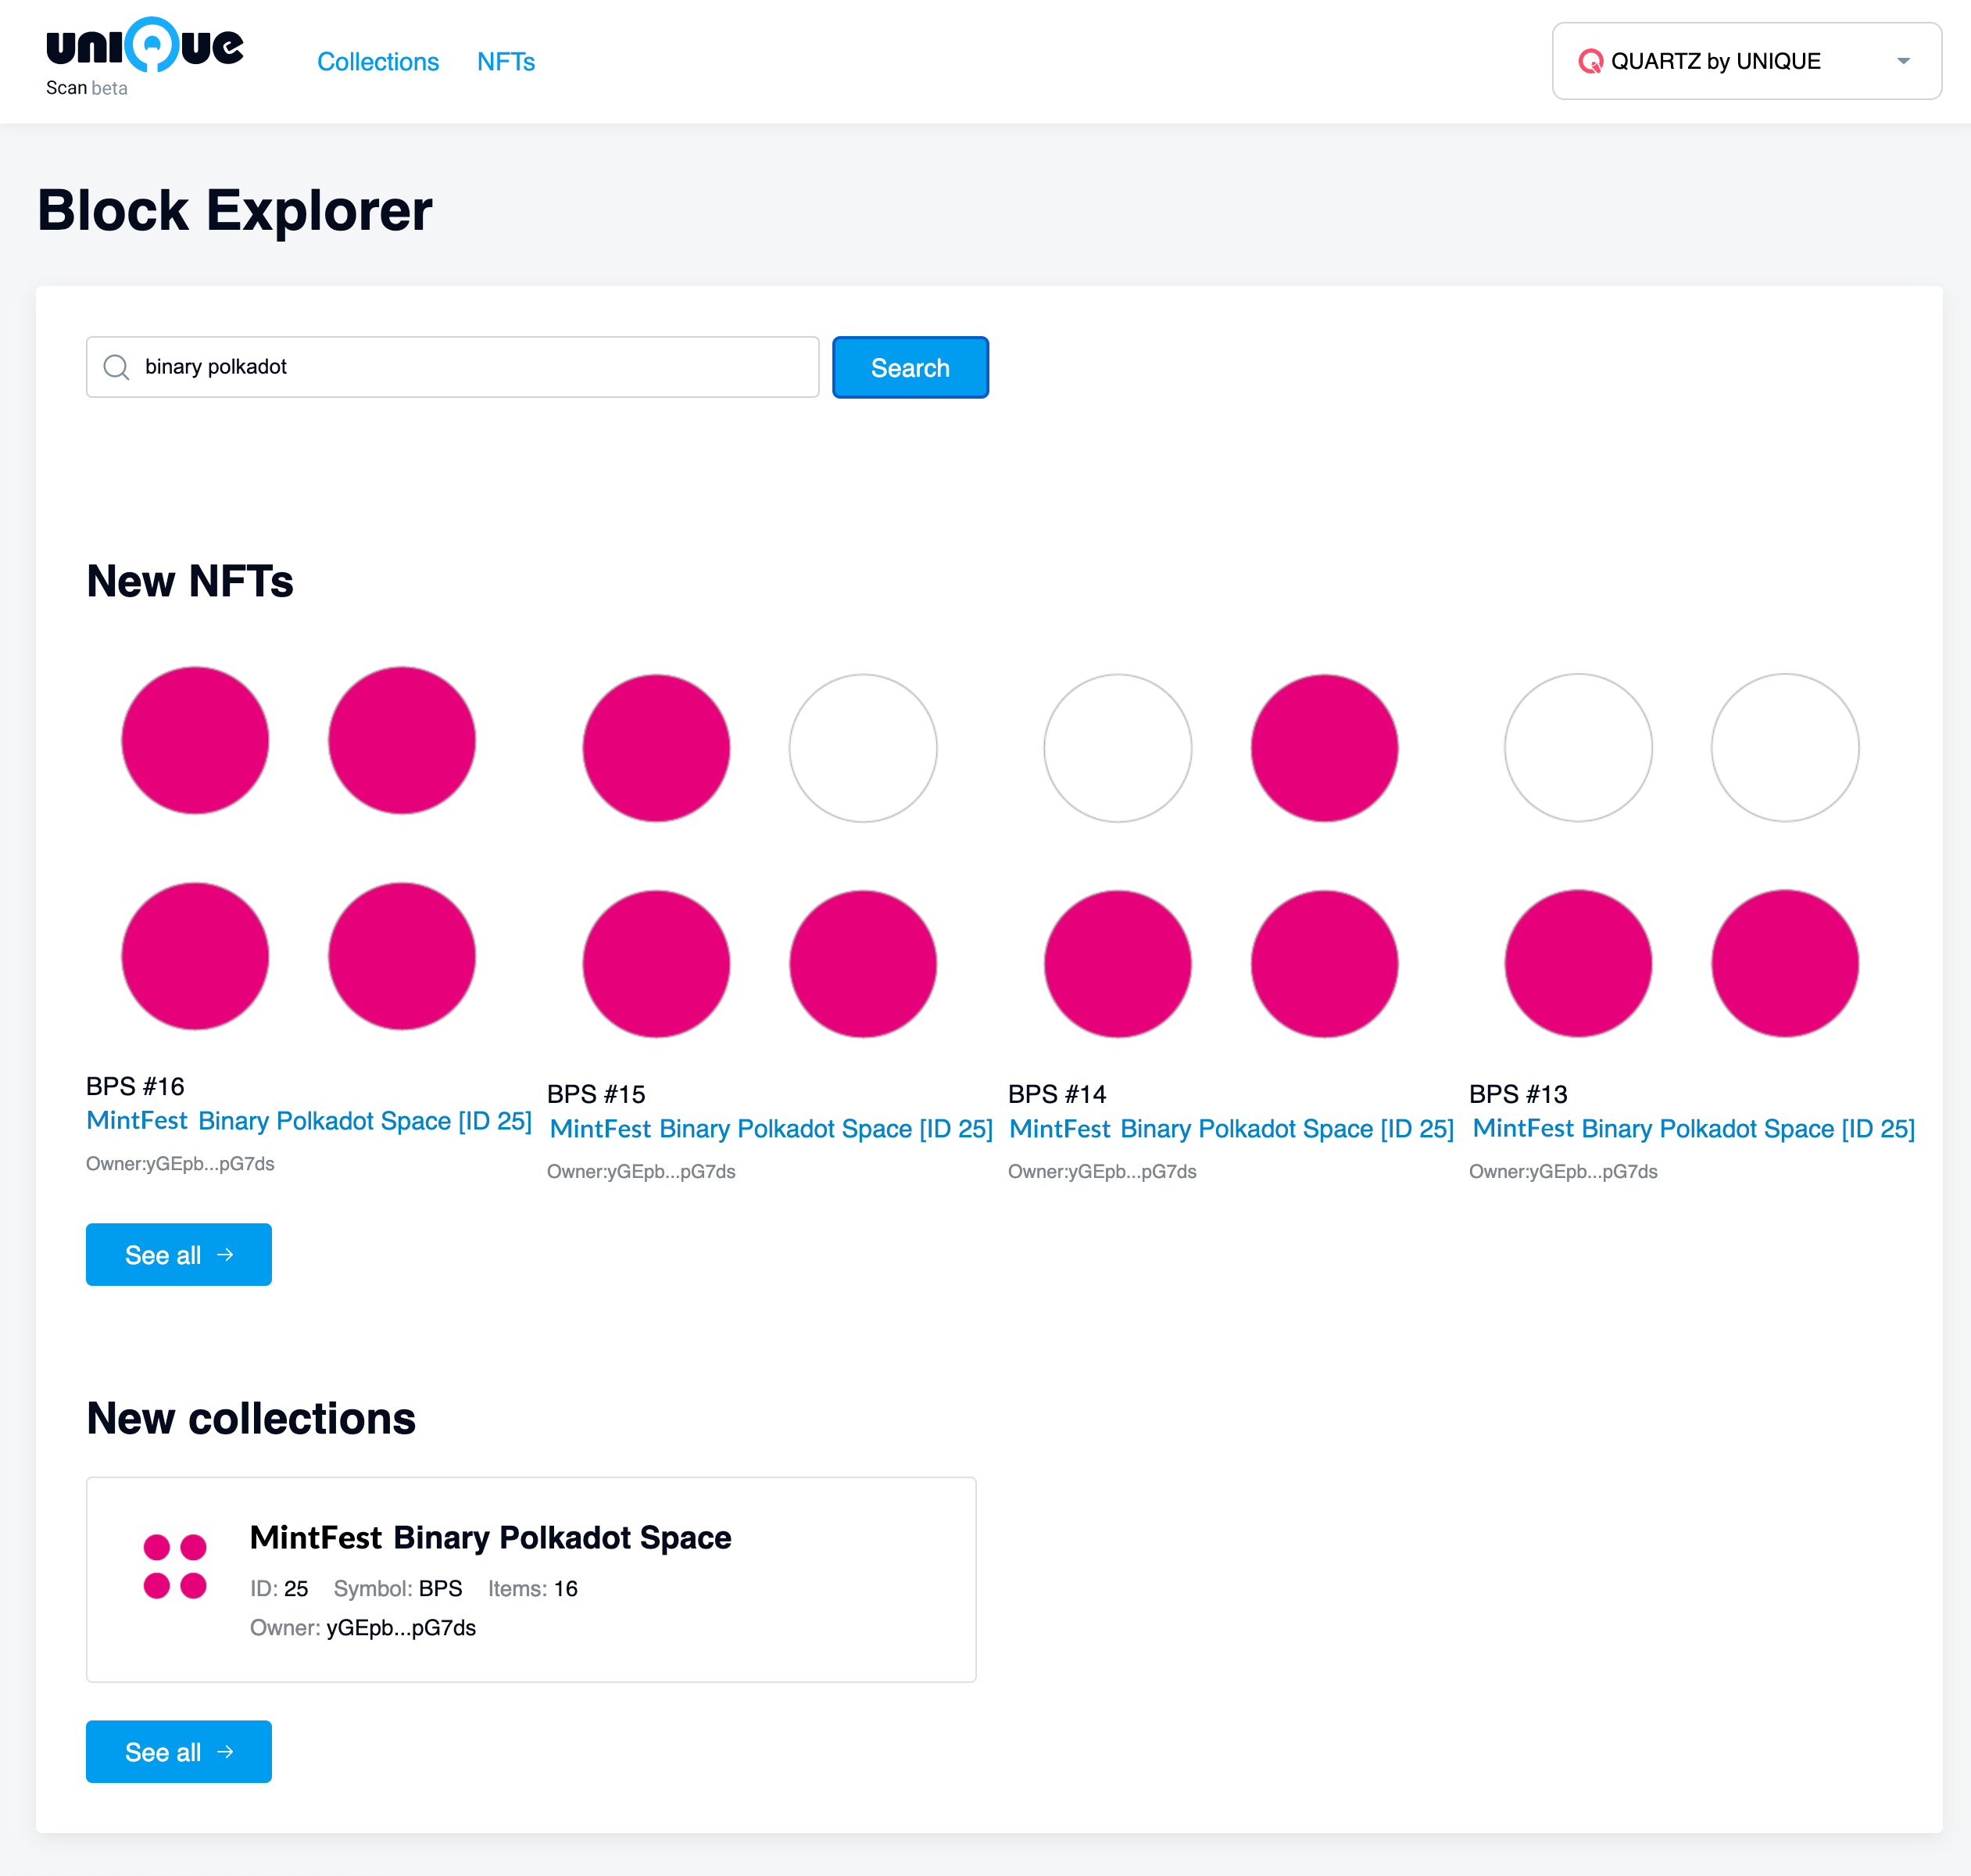 uniQue
Scan beta
Collections NFTs
QUARTZ by UNIQUE
Block Explorer
binary polkadot
Search
New NFTs
BPS #16
MintFest Binary Polkadot Space [ID 25]
Owner:yGEpb...pG7ds
BPS #15
MintFest Binary Polkadot Space [ID 25]
Owner:yGEpb...pG7ds
BPS #14
MintFest Binary Polkadot Space [ID 25]
Owner:yGEpb...pG7ds
BPS #13
MintFest Binary Polkadot Space [ID 25]
Owner:yGEpb...pG7ds
See all →
New collections
MintFest Binary Polkadot Space
ID: 25 Symbol: BPS Items: 16
Owner: yGEpb...pG7ds
See all →